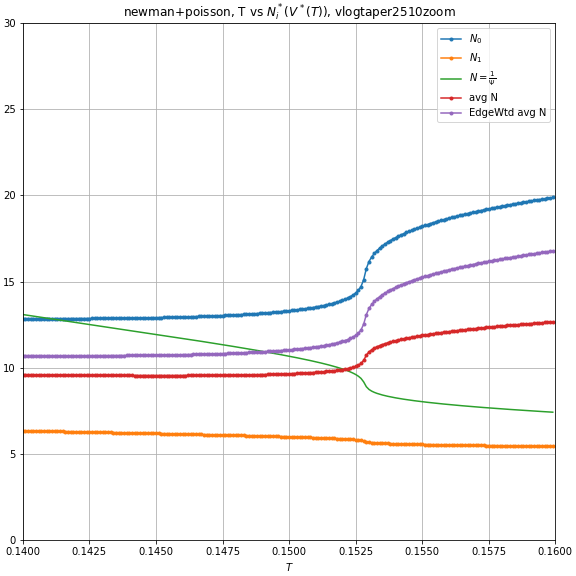 newman+poisson, T vs $N_i^*(V^*(T))$, vlogtaper2510zoom
30
25
20
15
10
5
0
$N_0$
$N_1$
$N = \frac{1}{\Psi}$
avg N
EdgeWtd avg N
0.1400 0.1425 0.1450 0.1475 0.1500 0.1525 0.1550 0.1575 0.1600
T